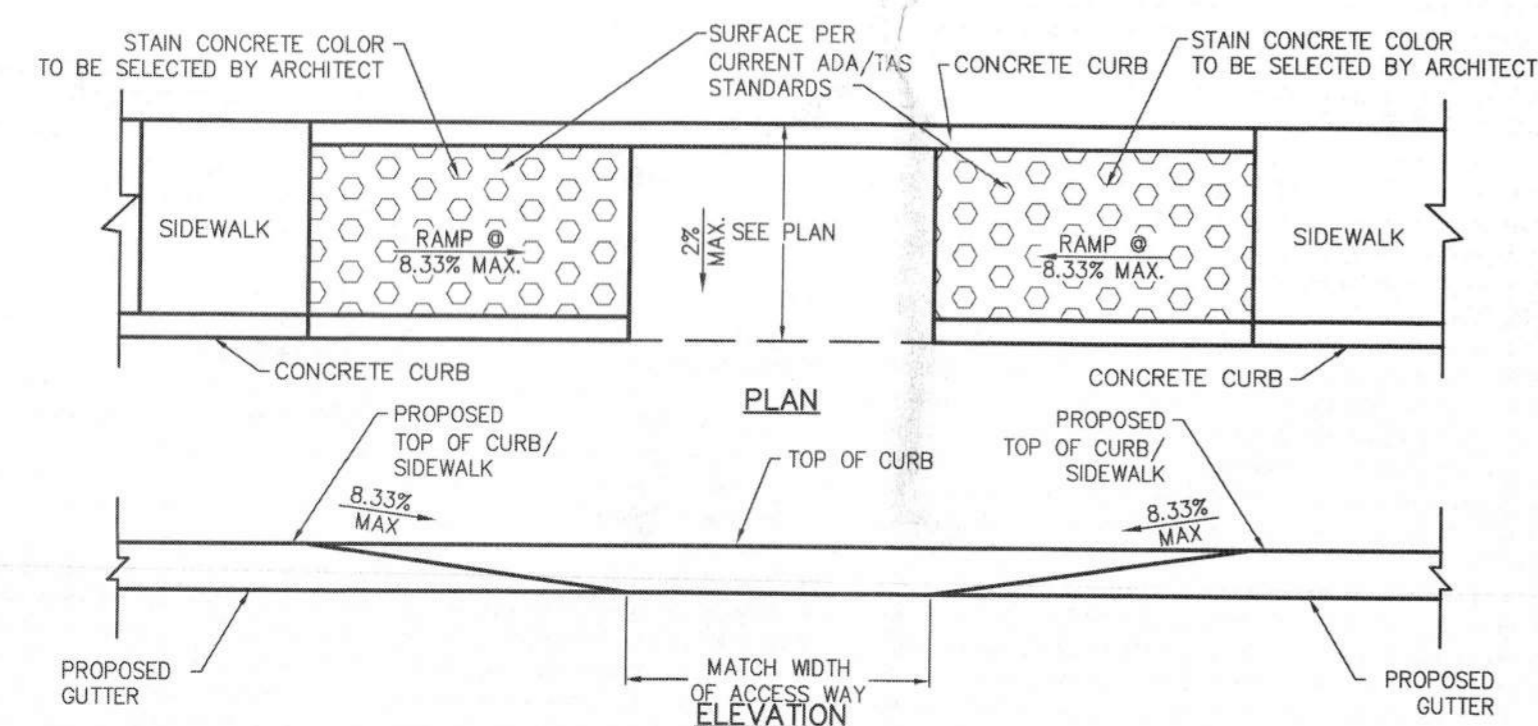 STAIN CONCRETE COLOR
TO BE SELECTED BY ARCHITECT
SURFACE PER
CURRENT ADA/TAS
STANDARDS
CONCRETE CURB
STAIN CONCRETE COLOR
TO BE SELECTED BY ARCHITECT
SIDEWALK
RAMP @
8.33% MAX.
2%
MAX.
SEE PLAN
RAMP @
8.33% MAX.
SIDEWALK
CONCRETE CURB
CONCRETE CURB
PLAN
PROPOSED
TOP OF CURB/
SIDEWALK
TOP OF CURB
PROPOSED
TOP OF CURB/
SIDEWALK
8.33%
MAX
8.33%
MAX
PROPOSED
GUTTER
MATCH WIDTH
OF ACCESS WAY
ELEVATION
PROPOSED
GUTTER